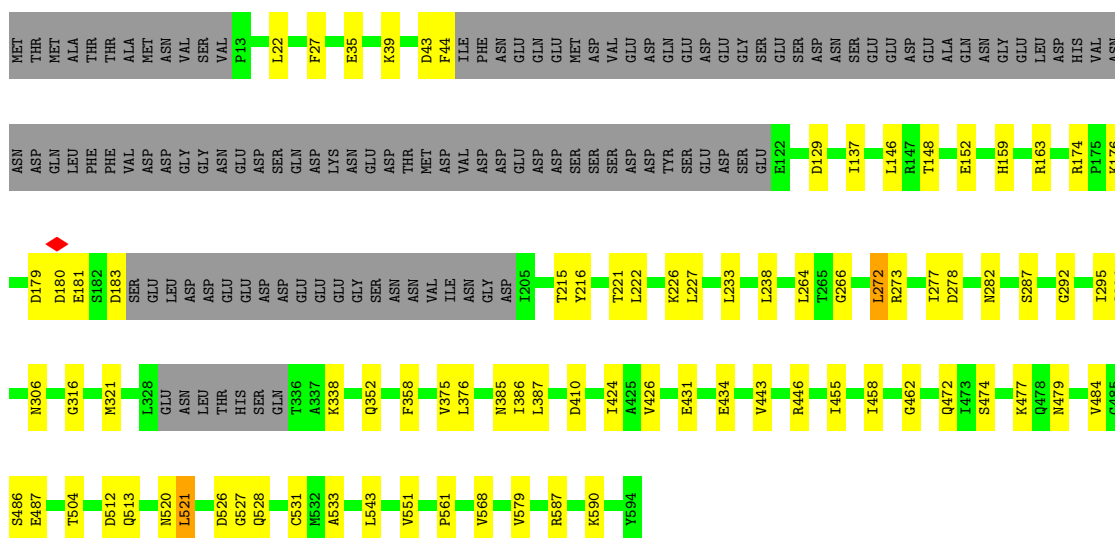 MET THR MET ALA THR THR ALA MET ASN VAL SER VAL P13 L22 F27 E35 K39 D43 F44 ILE PHE ASN GLU GLN GLU GLU MET ASP VAL GLU ASP GLN GLU ASP GLU GLY SER GLU SER ASP ASN SER GLU GLU ASP GLU ALA GLN ASN GLY GLU LEU ASP HIS VAL ASN
ASN ASP GLN LEU PHE PHE VAL ASP ASP GLY GLY ASN GLU ASP SER GLN ASP LYS ASN GLU ASP THR MET ASP VAL ASP ASP GLU ASP ASP SER SER SER ASP ASP TYR SER GLU ASP SER GLU E122 D129 I137 L146 R147 T148 E152 H159 R163 R174 P175 K176
D179 D180 E181 S182 D183 SER GLU LEU ASP ASP GLU GLU ASP ASP GLU GLU GLU GLY SER ASN ASN VAL ILE ASN GLY ASP I205 T215 Y216 T221 L222 K226 L227 L233 L238 L264 T265 G266 L272 R273 I277 D278 N282 S287 G292 I295
N306 G316 M321 L328 GLU ASN LEU THR HIS SER GLN T336 A337 K338 Q352 F358 V375 L376 N385 I386 L387 D410 I424 A425 V426 E431 E434 V443 R446 I455 I458 G462 Q472 I473 S474 K477 Q478 N479 V484 G485
S486 E487 T504 D512 Q513 N520 L521 D526 G527 Q528 C531 M532 A533 L543 V551 P561 V568 V579 R587 K590 Y594